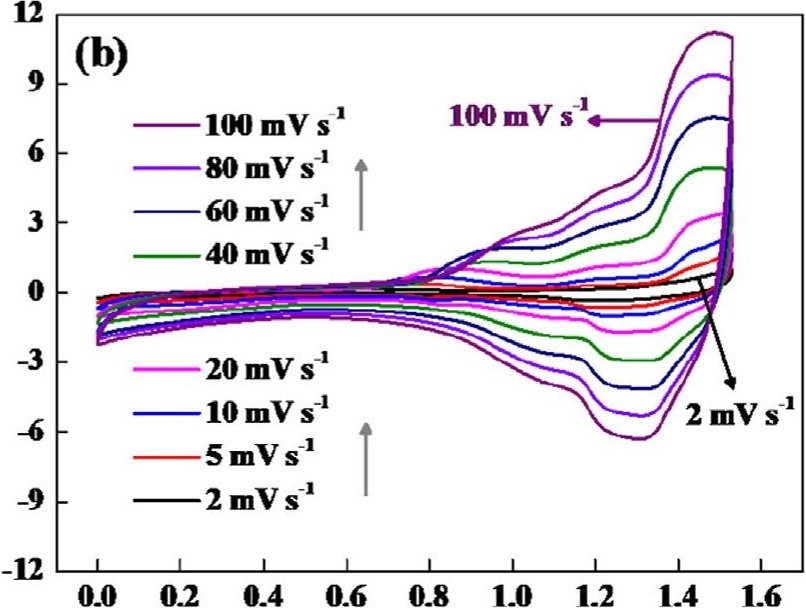 12
(b)
9
100 mV s⁻¹
100 mV s⁻¹
6
80 mV s⁻¹
60 mV s⁻¹
3
40 mV s⁻¹
0
-3
20 mV s⁻¹
10 mV s⁻¹
2 mV s⁻¹
-6
5 mV s⁻¹
2 mV s⁻¹
-9
-12
0.0 0.2 0.4 0.6 0.8 1.0 1.2 1.4 1.6